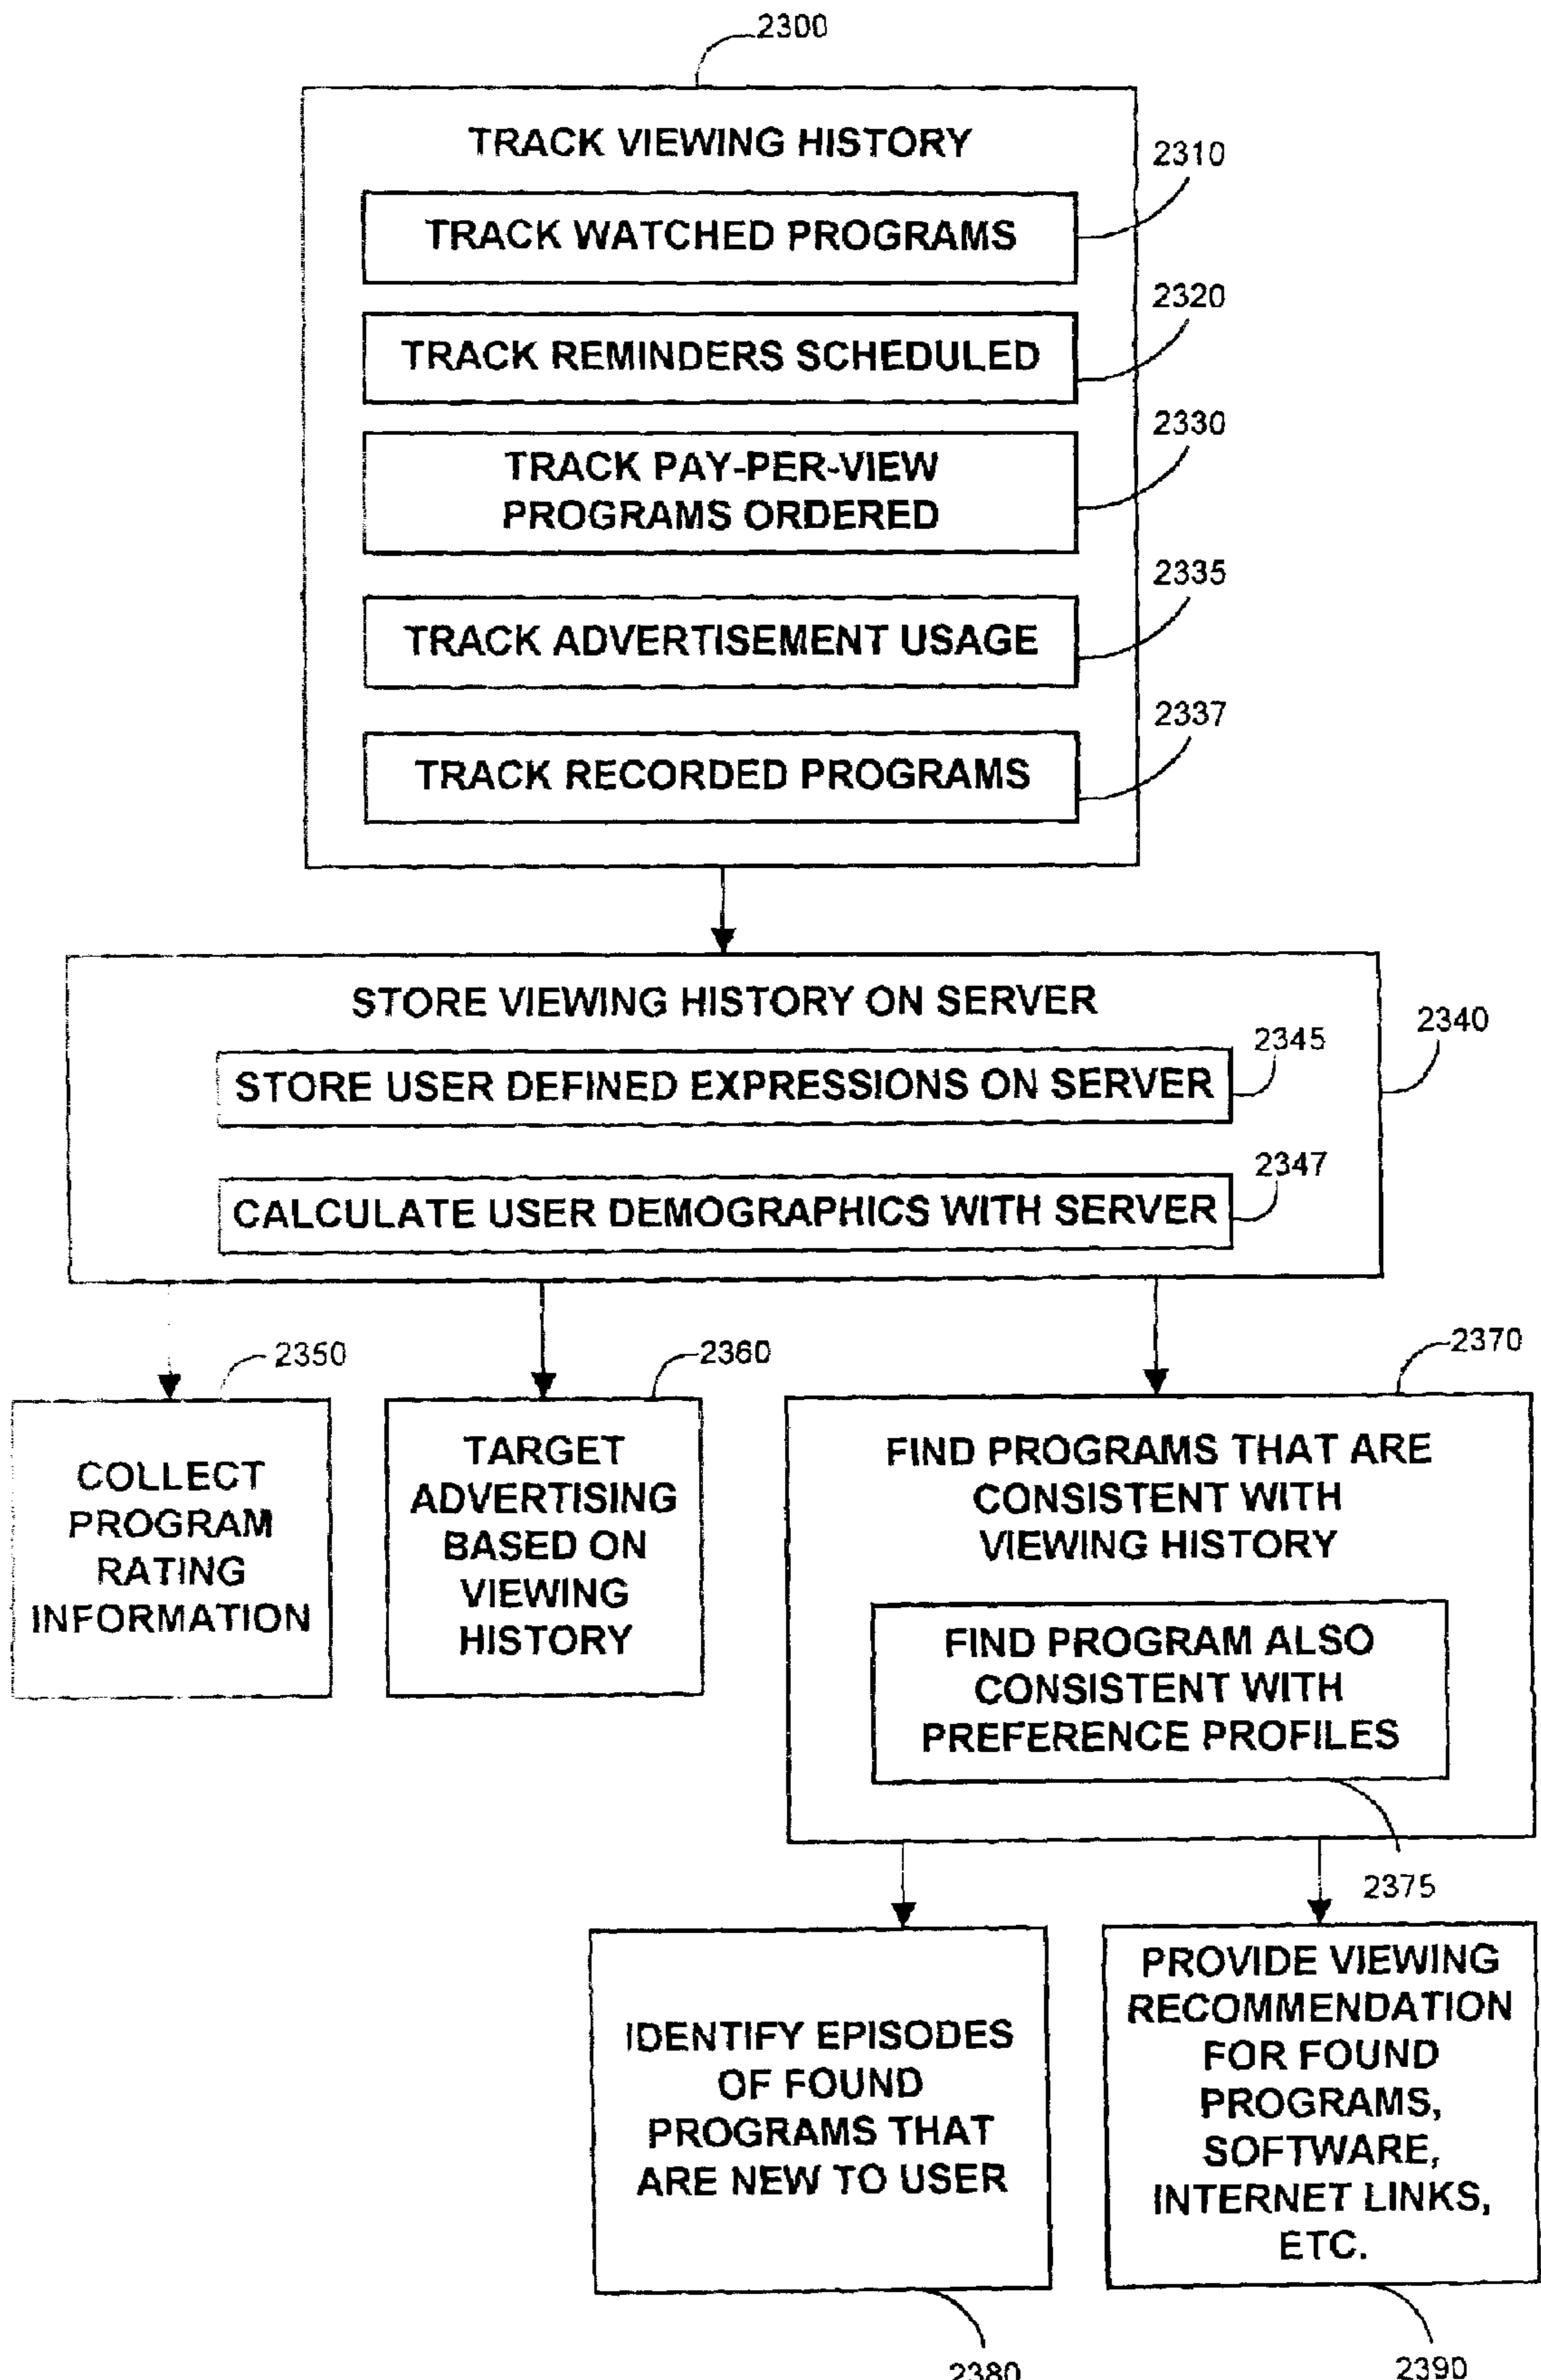 2300
TRACK VIEWING HISTORY
2310
TRACK WATCHED PROGRAMS
2320
TRACK REMINDERS SCHEDULED
2330
TRACK PAY-PER-VIEW
PROGRAMS ORDERED
2335
TRACK ADVERTISEMENT USAGE
2337
TRACK RECORDED PROGRAMS
STORE VIEWING HISTORY ON SERVER
2340
2345
STORE USER DEFINED EXPRESSIONS ON SERVER
2347
CALCULATE USER DEMOGRAPHICS WITH SERVER
2350
COLLECT
PROGRAM
RATING
INFORMATION
2360
TARGET
ADVERTISING
BASED ON
VIEWING
HISTORY
2370
FIND PROGRAMS THAT ARE
CONSISTENT WITH
VIEWING HISTORY
FIND PROGRAM ALSO
CONSISTENT WITH
PREFERENCE PROFILES
2375
IDENTIFY EPISODES
OF FOUND
PROGRAMS THAT
ARE NEW TO USER
2380
PROVIDE VIEWING
RECOMMENDATION
FOR FOUND
PROGRAMS,
SOFTWARE,
INTERNET LINKS,
ETC.
2390